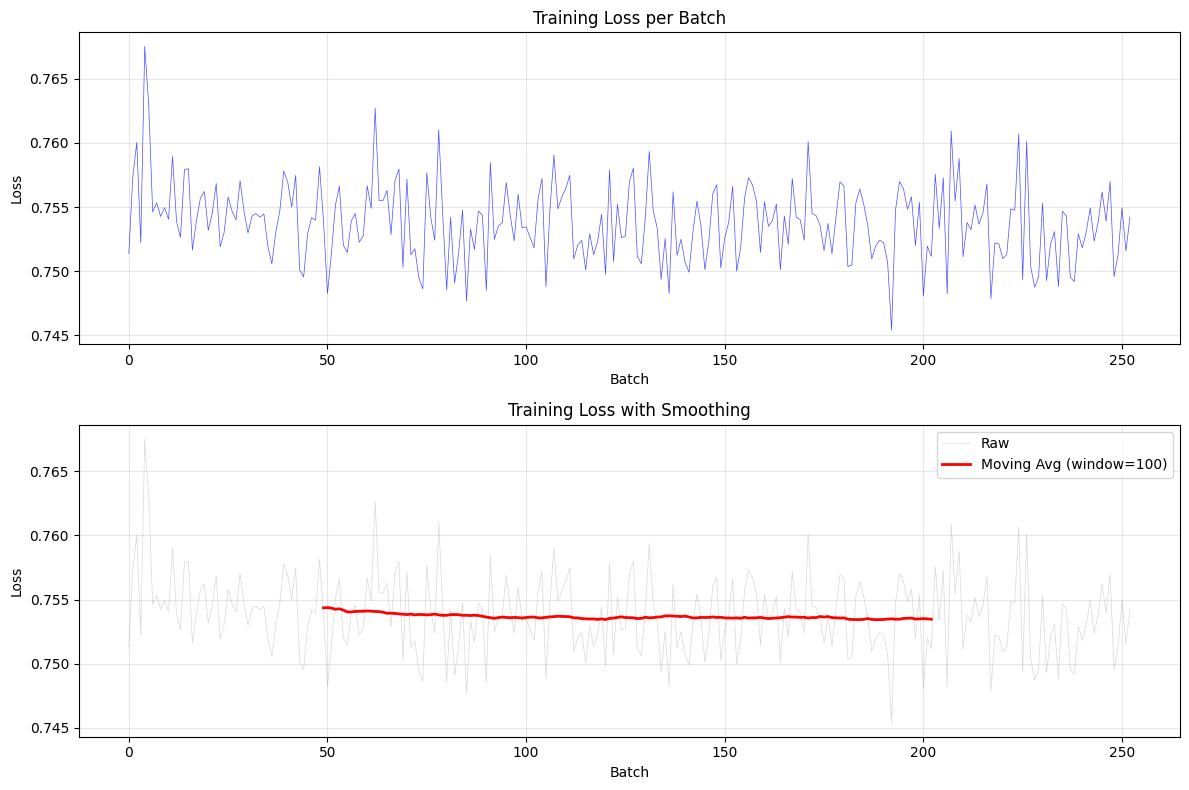 Training Loss per Batch
Loss
0.765
0.760
0.755
0.750
0.745
0 50 100 150 200 250
Batch
Training Loss with Smoothing
Raw
Moving Avg (window=100)
Loss
0.765
0.760
0.755
0.750
0.745
0 50 100 150 200 250
Batch